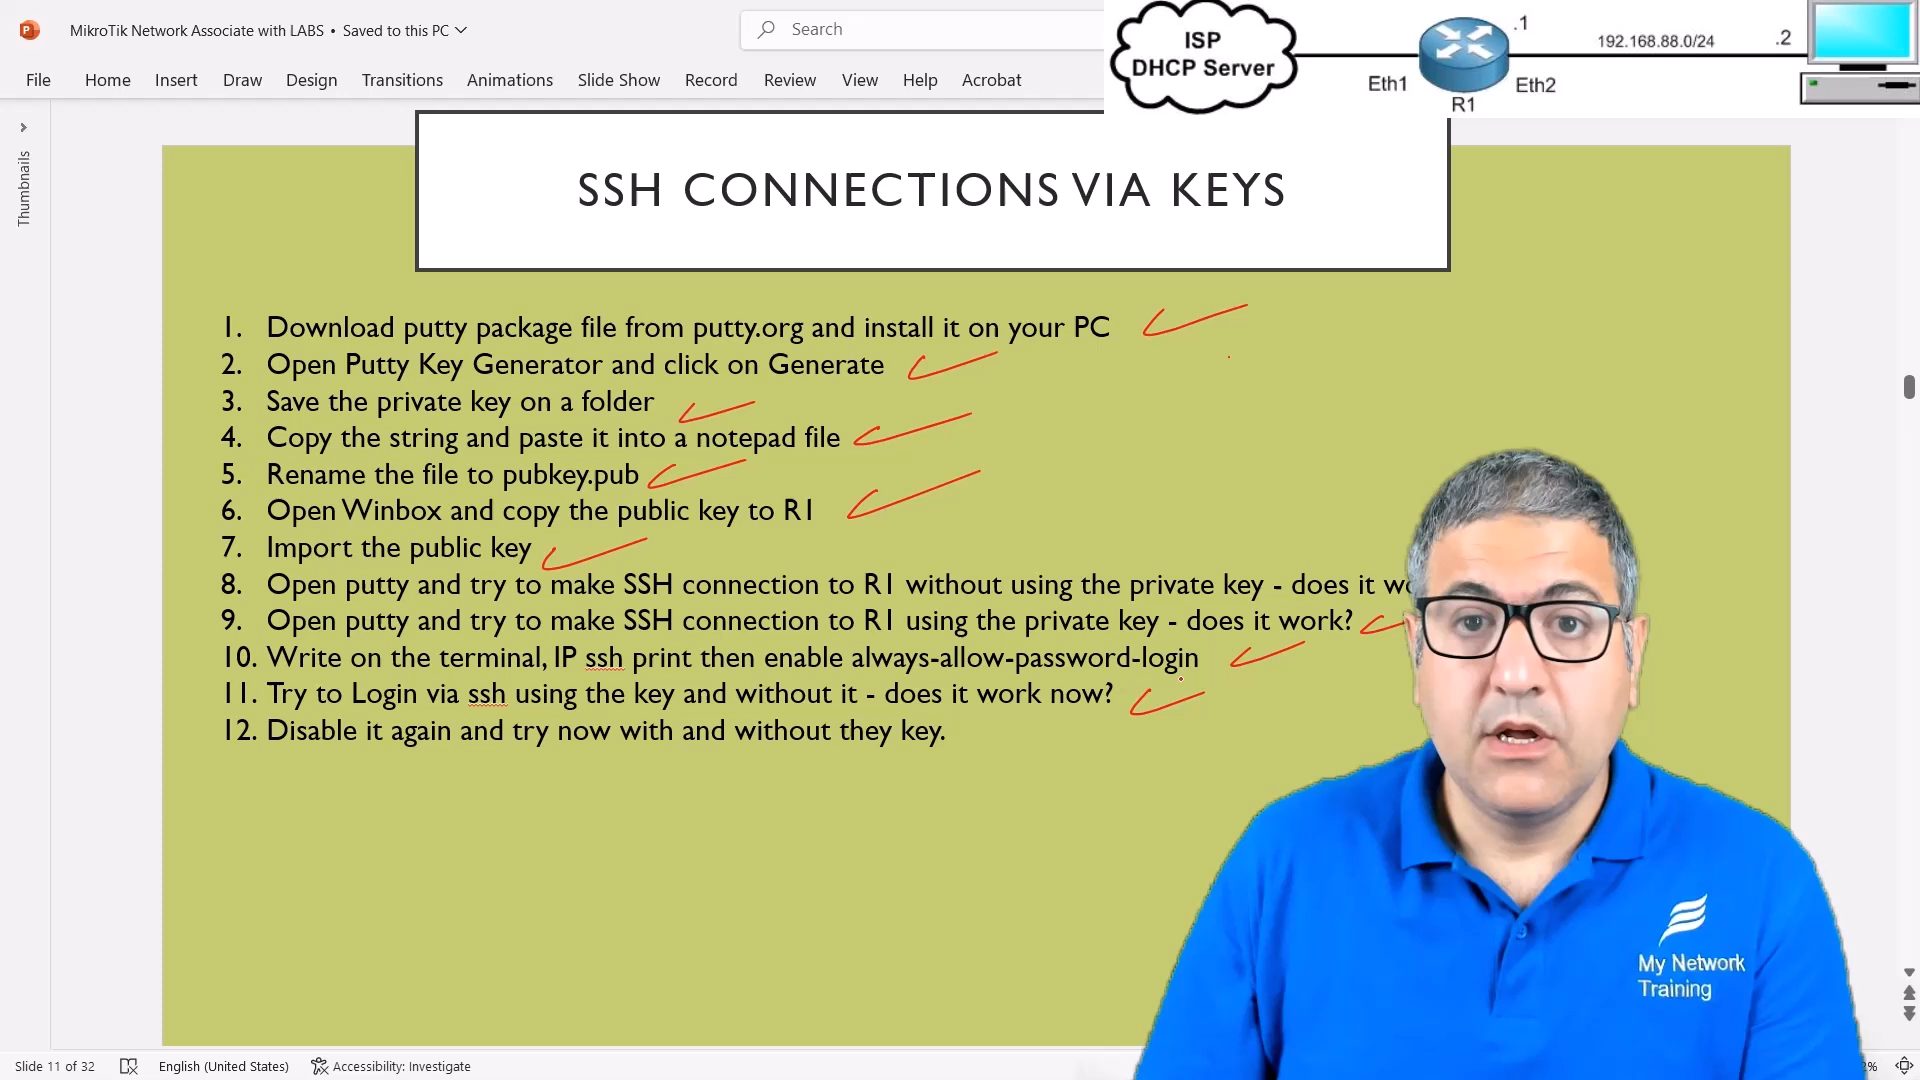 MikroTik Network Associate with LABS • Saved to this PC
Search
File Home Insert Draw Design Transitions Animations Slide Show Record Review View Help Acrobat
ISP
DHCP Server
Eth1
R1
.1
Eth2
192.168.88.0/24
.2
Thumbnails
SSH CONNECTIONS VIA KEYS
1. Download putty package file from putty.org and install it on your PC
2. Open Putty Key Generator and click on Generate
3. Save the private key on a folder
4. Copy the string and paste it into a notepad file
5. Rename the file to pubkey.pub
6. Open Winbox and copy the public key to R1
7. Import the public key
8. Open putty and try to make SSH connection to R1 without using the private key - does it
9. Open putty and try to make SSH connection to R1 using the private key - does it work?
10. Write on the terminal, IP ssh print then enable always-allow-password-login
11. Try to Login via ssh using the key and without it - does it work now?
12. Disable it again and try now with and without they key.
My Network
Training
Slide 11 of 32 English (United States) Accessibility: Investigate